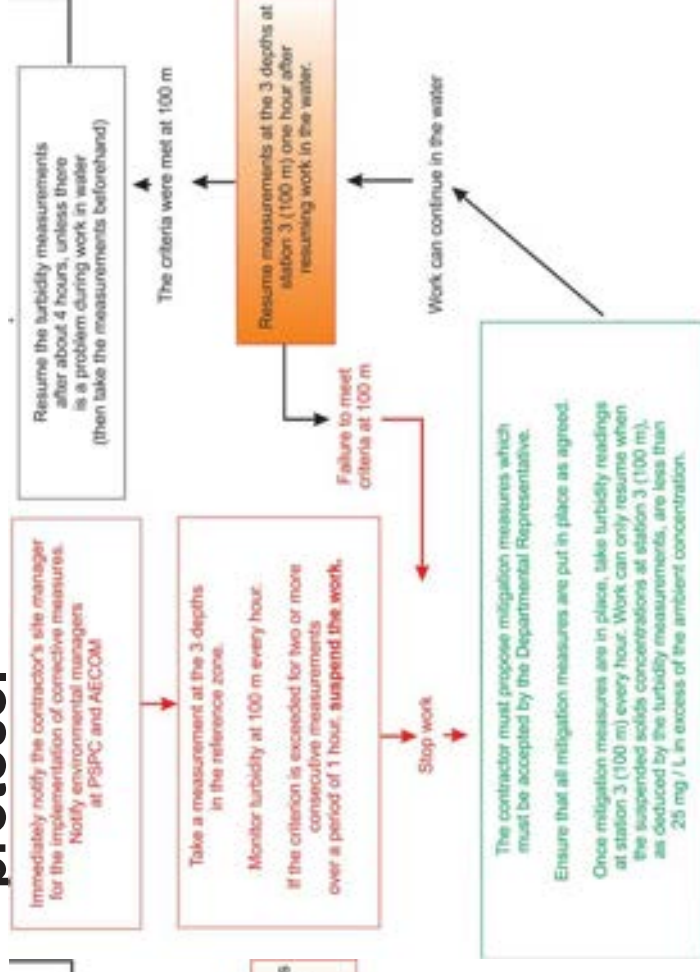 protocol
Immediately notify the contractor's site manager
for the implementation of corrective measures.
Notify environmental managers
at PSPC and AECOM
Take a measurement at the 3 depths
in the reference zone.
Monitor turbidity at 100 m every hour.
If the criterion is exceeded for two or more
consecutive measurements
over a period of 1 hour, suspend the work.
Stop work
The contractor must propose mitigation measures which
must be accepted by the Departmental Representative.
Ensure that all mitigation measures are put in place as agreed.
Once mitigation measures are in place, take turbidity readings
at station 3 (100 m) every hour. Work can only resume when
the suspended solids concentrations at station 3 (100 m),
as deduced by the turbidity measurements, are less than
25 mg / L in excess of the ambient concentration.
Work can continue in the water
Resume measurements at the 3 depths at
station 3 (100 m) one hour after
resuming work in the water.
Failure to meet
criteria at 100 m
The criteria were met at 100 m
Resume the turbidity measurements
after about 4 hours, unless there
is a problem during work in water
(then take the measurements beforehand)
s